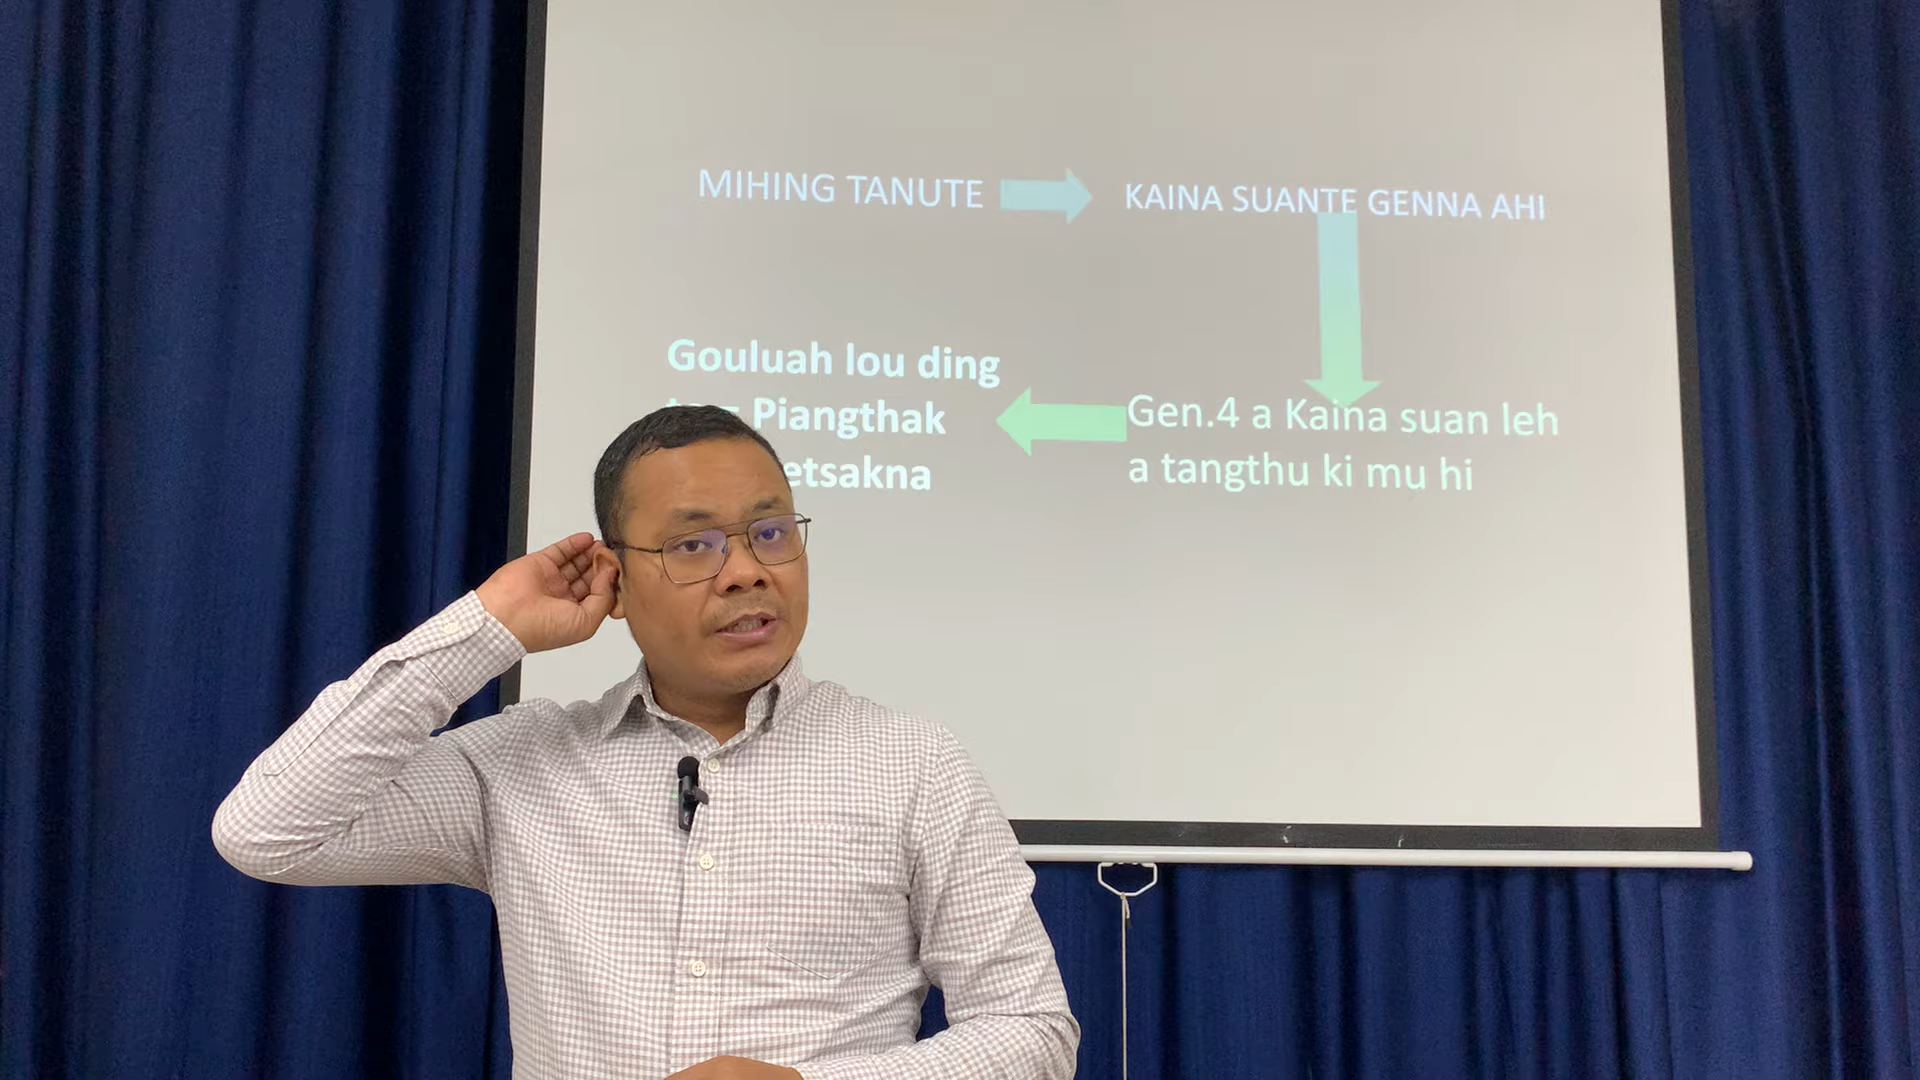 MIHING TANUTE
KAINA SUANTE GENNA AHI
Gouluah lou ding
Piangthak
etsakna
Gen.4 a Kaina suan leh
a tangthu ki mu hi